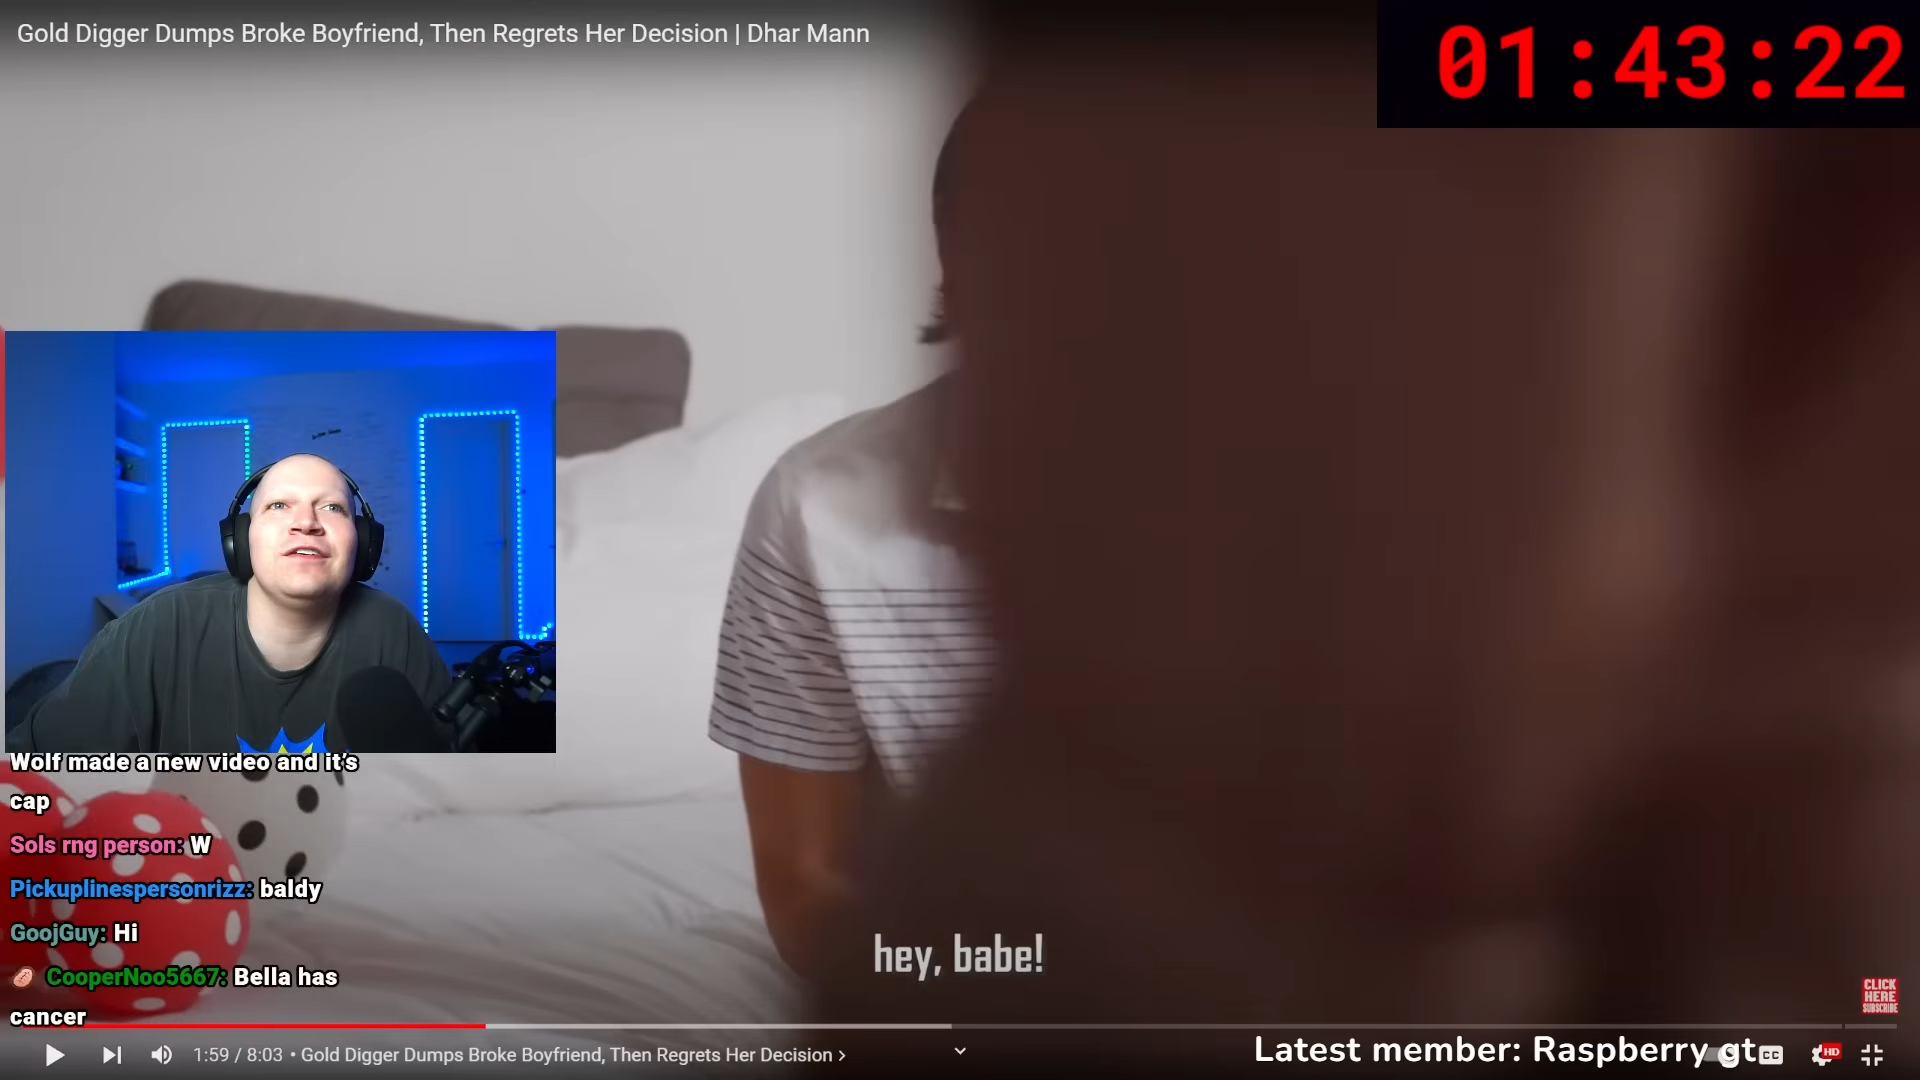 Gold Digger Dumps Broke Boyfriend, Then Regrets Her Decision | Dhar Mann
01:43:22
Wolf made a new video and it's
cap
Sols rng person: W
Pickuplinespersonrizz: baldy
GoojGuy: Hi
CooperNoo5667: Bella has
cancer
hey, babe!
CLICK
HERE
SUBSCRIBE
1:59 / 8:03 • Gold Digger Dumps Broke Boyfriend, Then Regrets Her Decision
Latest member: Raspberry gt
CC
HD